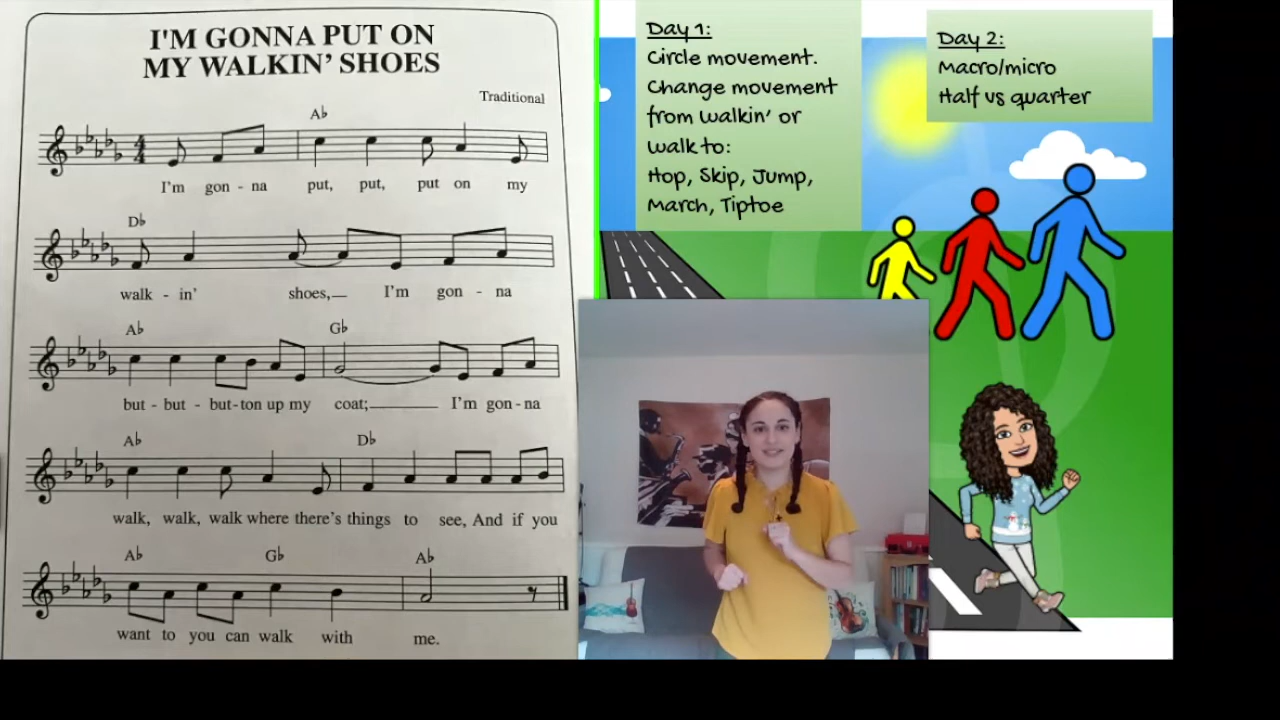 I'M GONNA PUT ON
MY WALKIN' SHOES
Traditional
A♭
I'm gon - na put, put, put on my
D♭
walk - in' shoes,__ I'm gon - na
A♭ G♭
but - but - but-ton up my coat;________ I'm gon-na
A♭ D♭
walk, walk, walk where there's things to see, And if you
A♭ G♭ A♭
want to you can walk with me.
Day 1:
Circle movement.
Change movement
from walkin' or
walk to:
Hop, Skip, Jump,
March, Tiptoe
Day 2:
Macro/micro
Half vs quarter